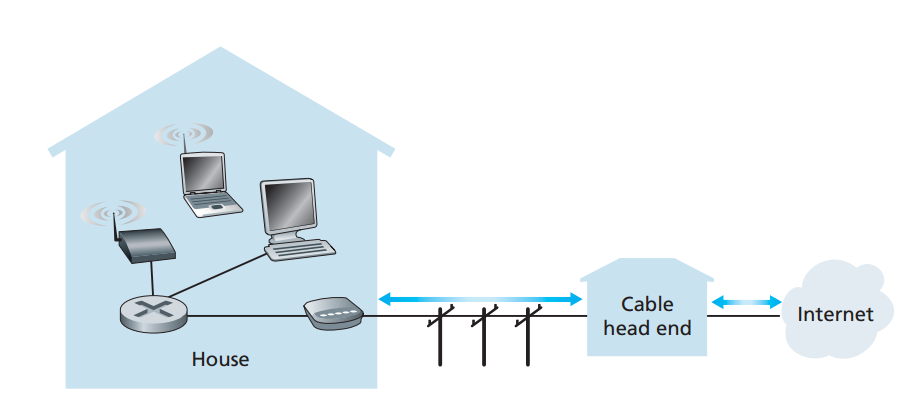 House
Cable
head end
Internet